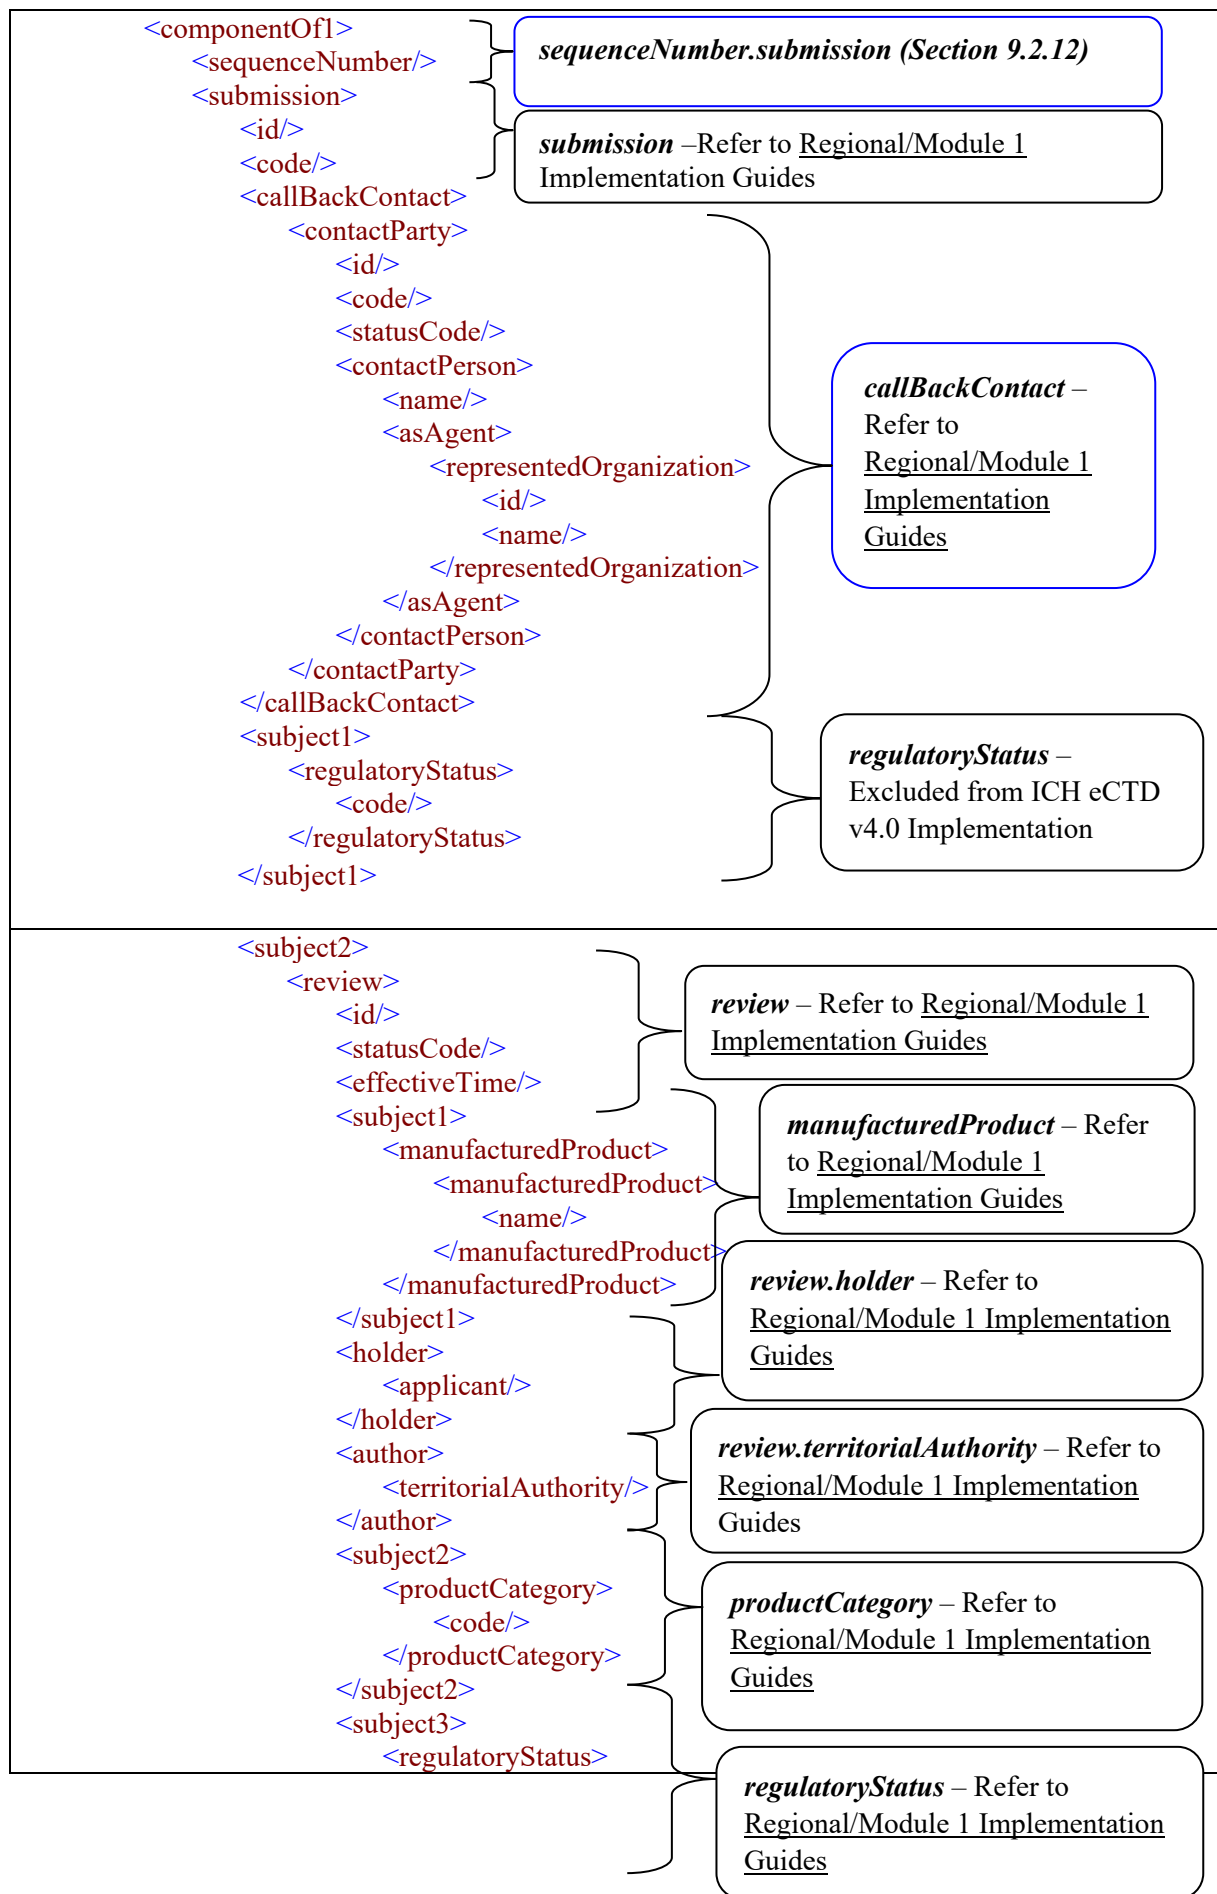 <componentOf1>
<sequenceNumber/>
<submission>
<id/>
<code/>
<callBackContact>
<contactParty>
<id/>
<code/>
<statusCode/>
<contactPerson>
<name/>
<asAgent>
<representedOrganization>
<id/>
<name/>
</representedOrganization>
</asAgent>
</contactPerson>
</contactParty>
</callBackContact>
<subject1>
<regulatoryStatus>
<code/>
</regulatoryStatus>
</subject1>
sequenceNumber.submission (Section 9.2.12)
submission –Refer to Regional/Module 1
Implementation Guides
callBackContact –
Refer to
Regional/Module 1
Implementation
Guides
regulatoryStatus –
Excluded from ICH eCTD
v4.0 Implementation
<subject2>
<review>
<id/>
<statusCode/>
<effectiveTime/>
<subject1>
<manufacturedProduct>
<manufacturedProduct>
<name/>
</manufacturedProduct>
</manufacturedProduct>
</subject1>
<holder>
<applicant/>
</holder>
<author>
<territorialAuthority/>
</author>
<subject2>
<productCategory>
<code/>
</productCategory>
</subject2>
<subject3>
<regulatoryStatus>
review – Refer to Regional/Module 1
Implementation Guides
manufacturedProduct – Refer
to Regional/Module 1
Implementation Guides
review.holder – Refer to
Regional/Module 1 Implementation
Guides
review.territorialAuthority – Refer to
Regional/Module 1 Implementation
Guides
productCategory – Refer to
Regional/Module 1 Implementation
Guides
regulatoryStatus – Refer to
Regional/Module 1 Implementation
Guides